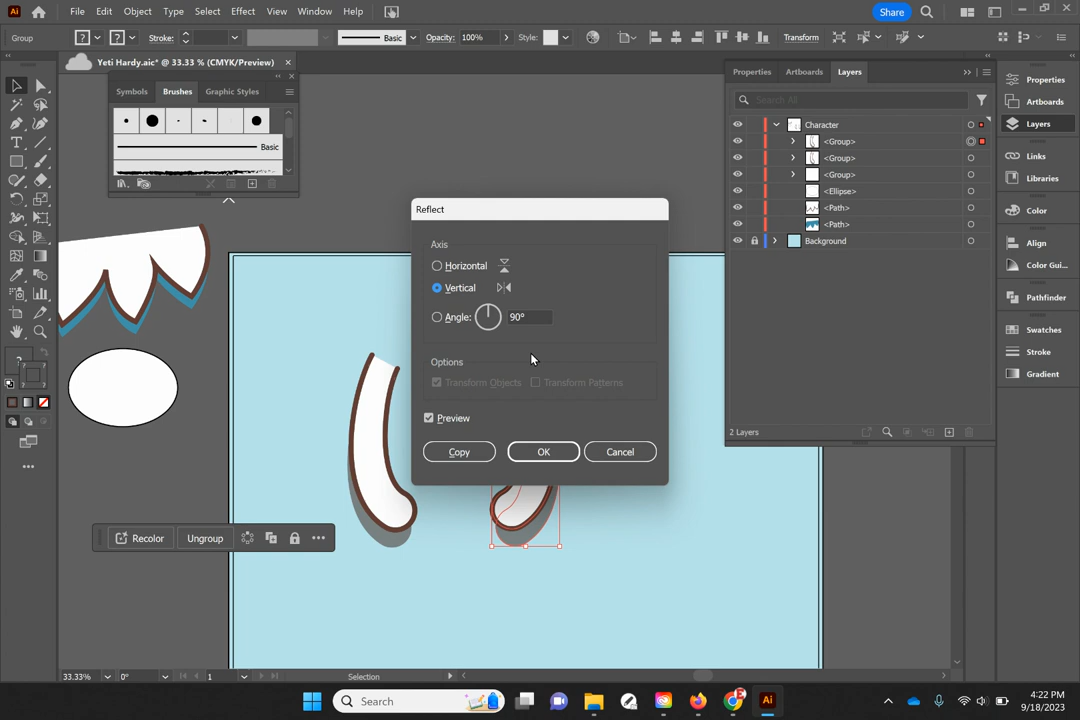 Ai File Edit Object Type Select Effect View Window Help Share
Group ? ? Stroke: Basic Opacity: 100% Style: Transform
Yeti Hardy.aic* @ 33.33 % (CMYK/Preview)
Symbols Brushes Graphic Styles
Basic
Properties Artboards Layers
Search All
Character
<Group>
<Group>
<Group>
<Ellipse>
<Path>
<Path>
Background
2 Layers
Properties
Artboards
Layers
Links
Libraries
Color
Align
Color Gui...
Pathfinder
Swatches
Stroke
Gradient
Reflect
Axis
Horizontal
Vertical
Angle: 90°
Options
Transform Objects Transform Patterns
Preview
Copy OK Cancel
Recolor Ungroup
?
33.33% 0° 1 Selection
Search
Ai
4:22 PM
9/18/2023